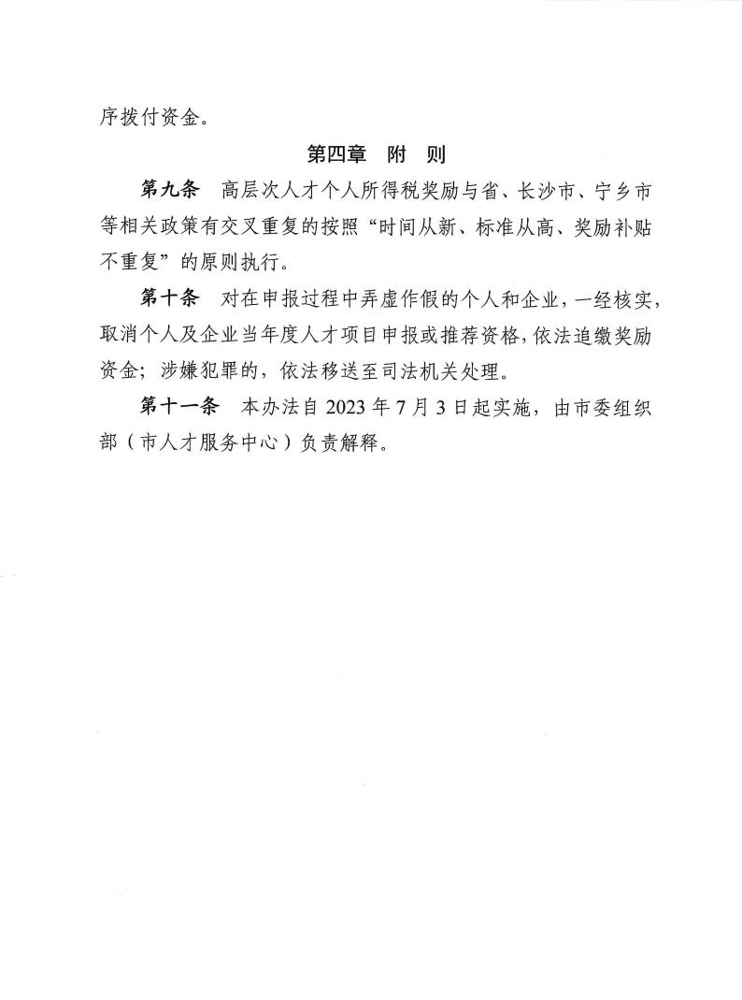 序拨付资金。
第四章 附 则
第九条 高层次人才个人所得税奖励与省、长沙市、宁乡市
等相关政策有交叉重复的按照“时间从新、标准从高、奖励补贴
不重复”的原则执行。
第十条 对在申报过程中弄虚作假的个人和企业，一经核实，
取消个人及企业当年度人才项目申报或推荐资格，依法追缴奖励
资金；涉嫌犯罪的，依法移送至司法机关处理。
第十一条 本办法自 2023 年 7 月 3 日起实施，由市委组织
部（市人才服务中心）负责解释。